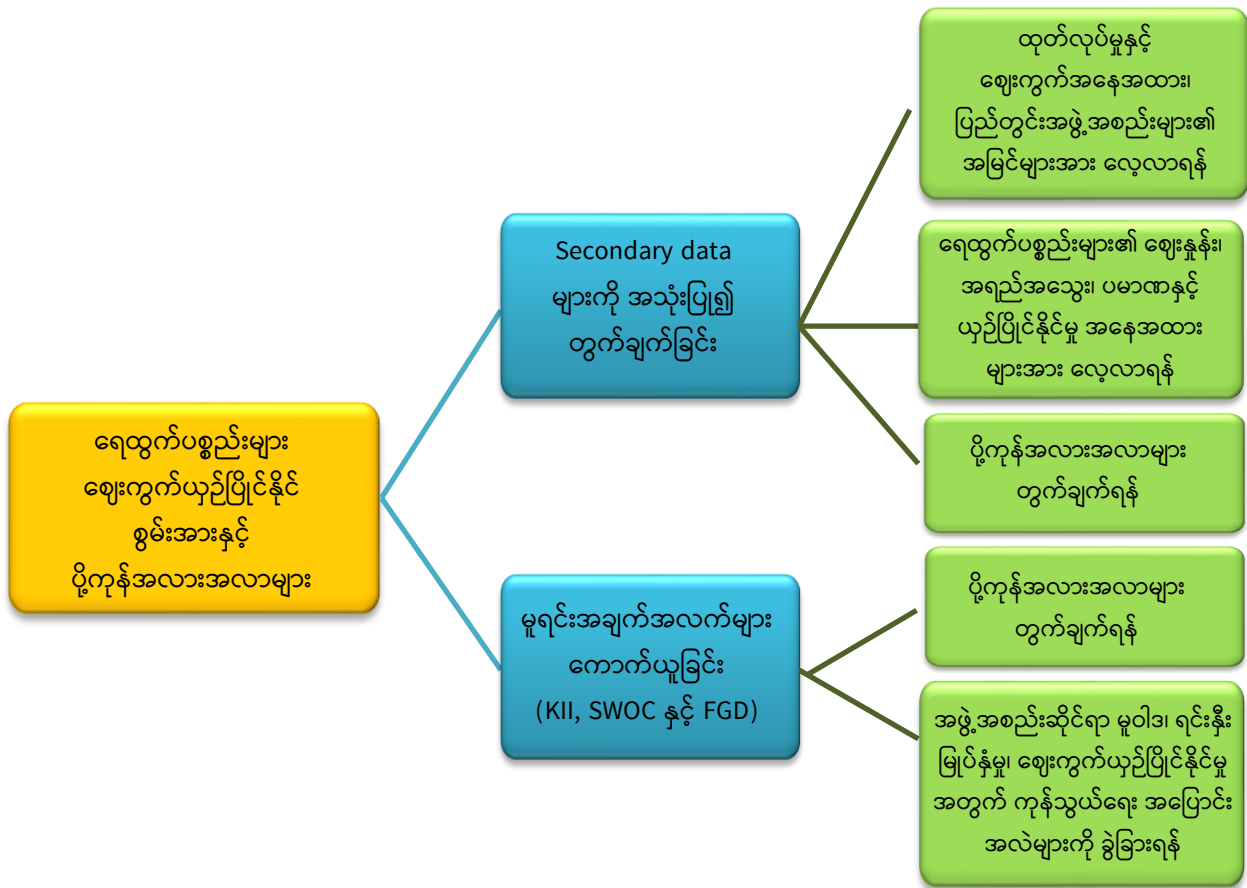 ရေထွက်ပစ္စည်းများ
ဈေးကွက်ယှဉ်ပြိုင်နိုင်
စွမ်းအားနှင့်
ပို့ကုန်အလားအလာများ
Secondary data
များကို အသုံးပြု၍
တွက်ချက်ခြင်း
ထုတ်လုပ်မှုနှင့်
ဈေးကွက်အနေအထား၊
ပြည်တွင်းအဖွဲ့အစည်းများ၏
အမြင်များအား လေ့လာရန်
ရေထွက်ပစ္စည်းများ၏ ဈေးနှုန်း၊
အရည်အသွေး၊ ပမာဏနှင့်
ယှဉ်ပြိုင်နိုင်မှု အနေအထား
များအား လေ့လာရန်
ပို့ကုန်အလားအလာများ
တွက်ချက်ရန်
မူရင်းအချက်အလက်များ
ကောက်ယူခြင်း
(KII, SWOC နှင့် FGD)
ပို့ကုန်အလားအလာများ
တွက်ချက်ရန်
အဖွဲ့အစည်းဆိုင်ရာ မူဝါဒ၊ ရင်းနှီး
မြုပ်နှံမှု၊ ဈေးကွက်ယှဉ်ပြိုင်နိုင်မှု
အတွက် ကုန်သွယ်ရေး အပြောင်း
အလဲများကို ခွဲခြားရန်